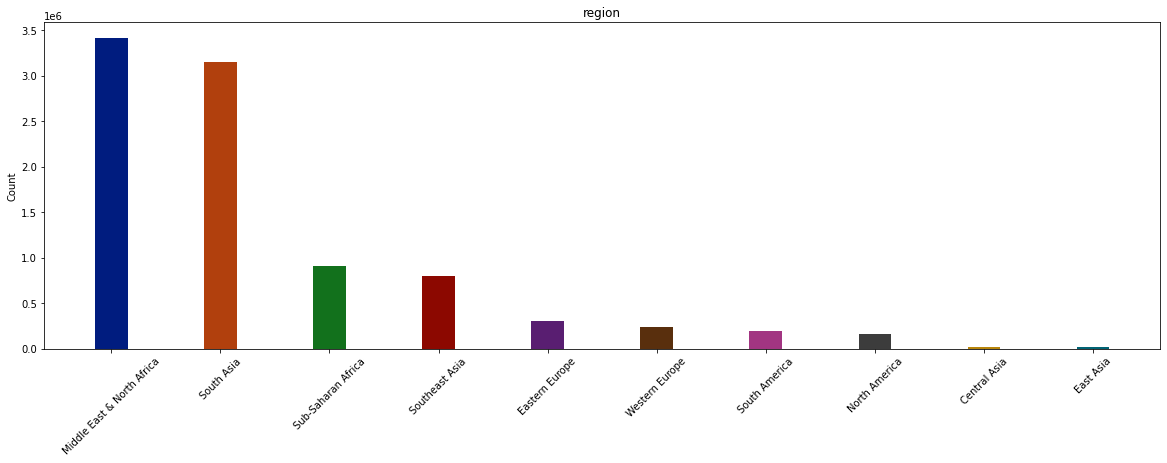 region
1e6
3.5
3.0
2.5
2.0
1.5
1.0
0.5
0.0
Count
Middle East & North Africa
South Asia
Sub-Saharan Africa
Southeast Asia
Eastern Europe
Western Europe
South America
North America
Central Asia
East Asia